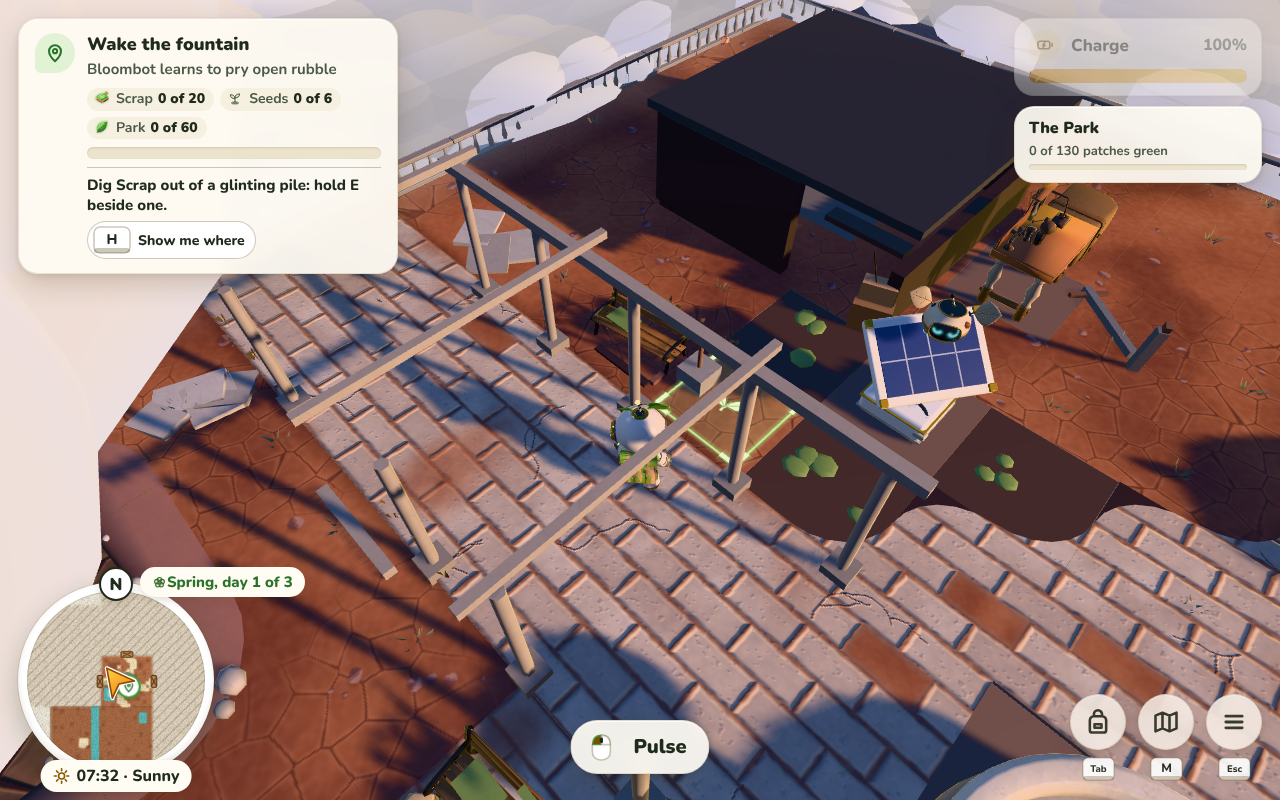 Wake the fountain
Bloombot learns to pry open rubble
Scrap 0 of 20
Seeds 0 of 6
Park 0 of 60
Dig Scrap out of a glinting pile: hold E
beside one.
H Show me where
Charge 100%
The Park
0 of 130 patches green
N
Spring, day 1 of 3
07:32 · Sunny
Pulse
Tab
M
Esc